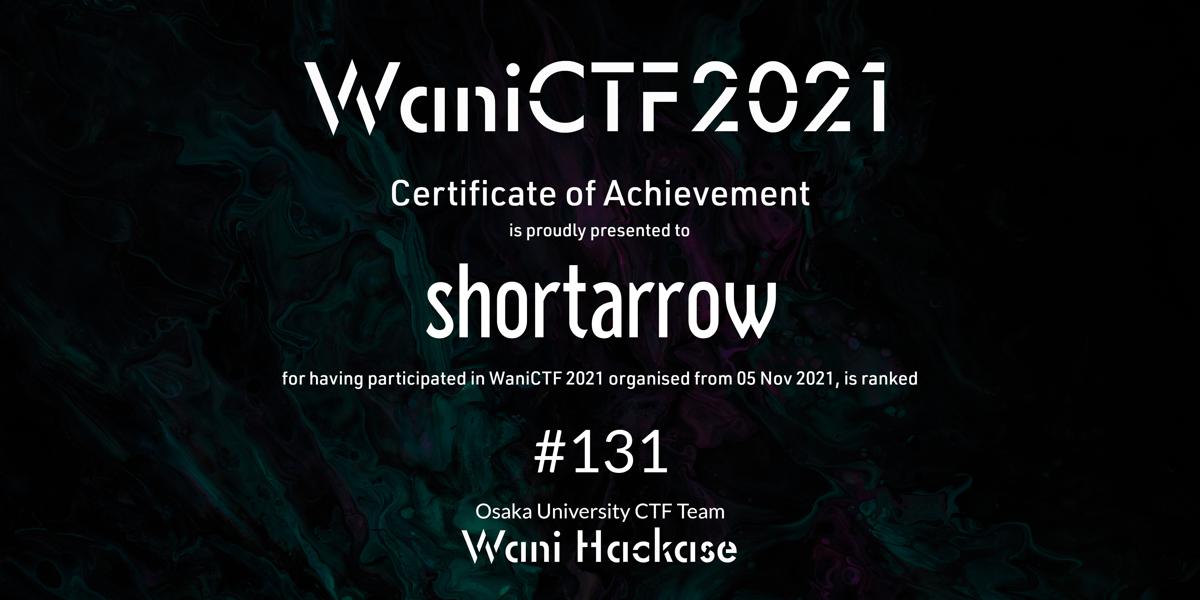 WaniCTF2021
Certificate of Achievement
is proudly presented to
shortarrow
for having participated in WaniCTF 2021 organised from 05 Nov 2021, is ranked
#131
Osaka University CTF Team
Wani Hackase